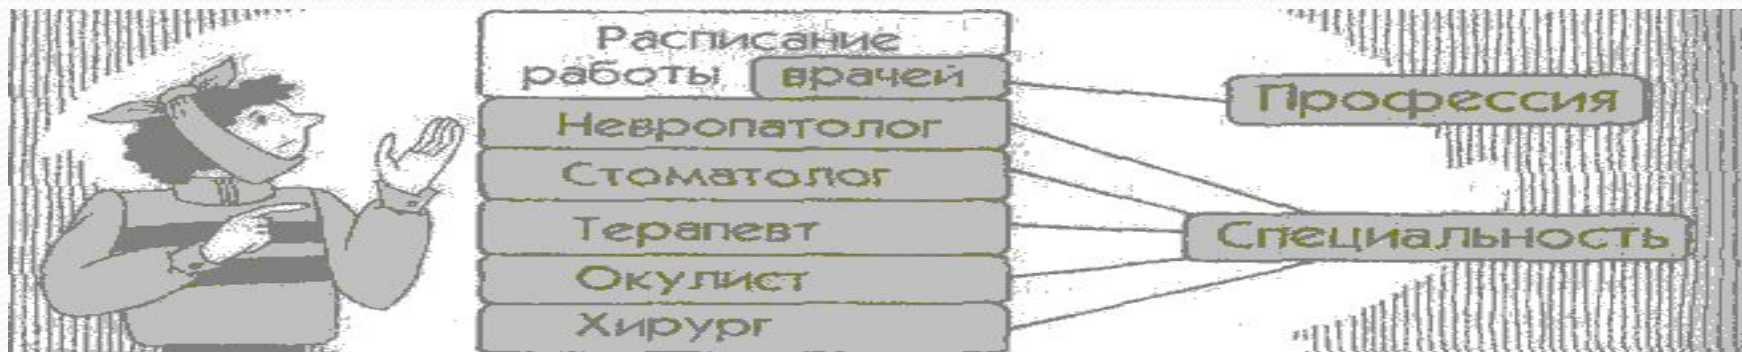 Расписание
работы врачей
Профессия
Невропатолог
Стоматолог
Терапевт
Специальность
Окулист
Хирург